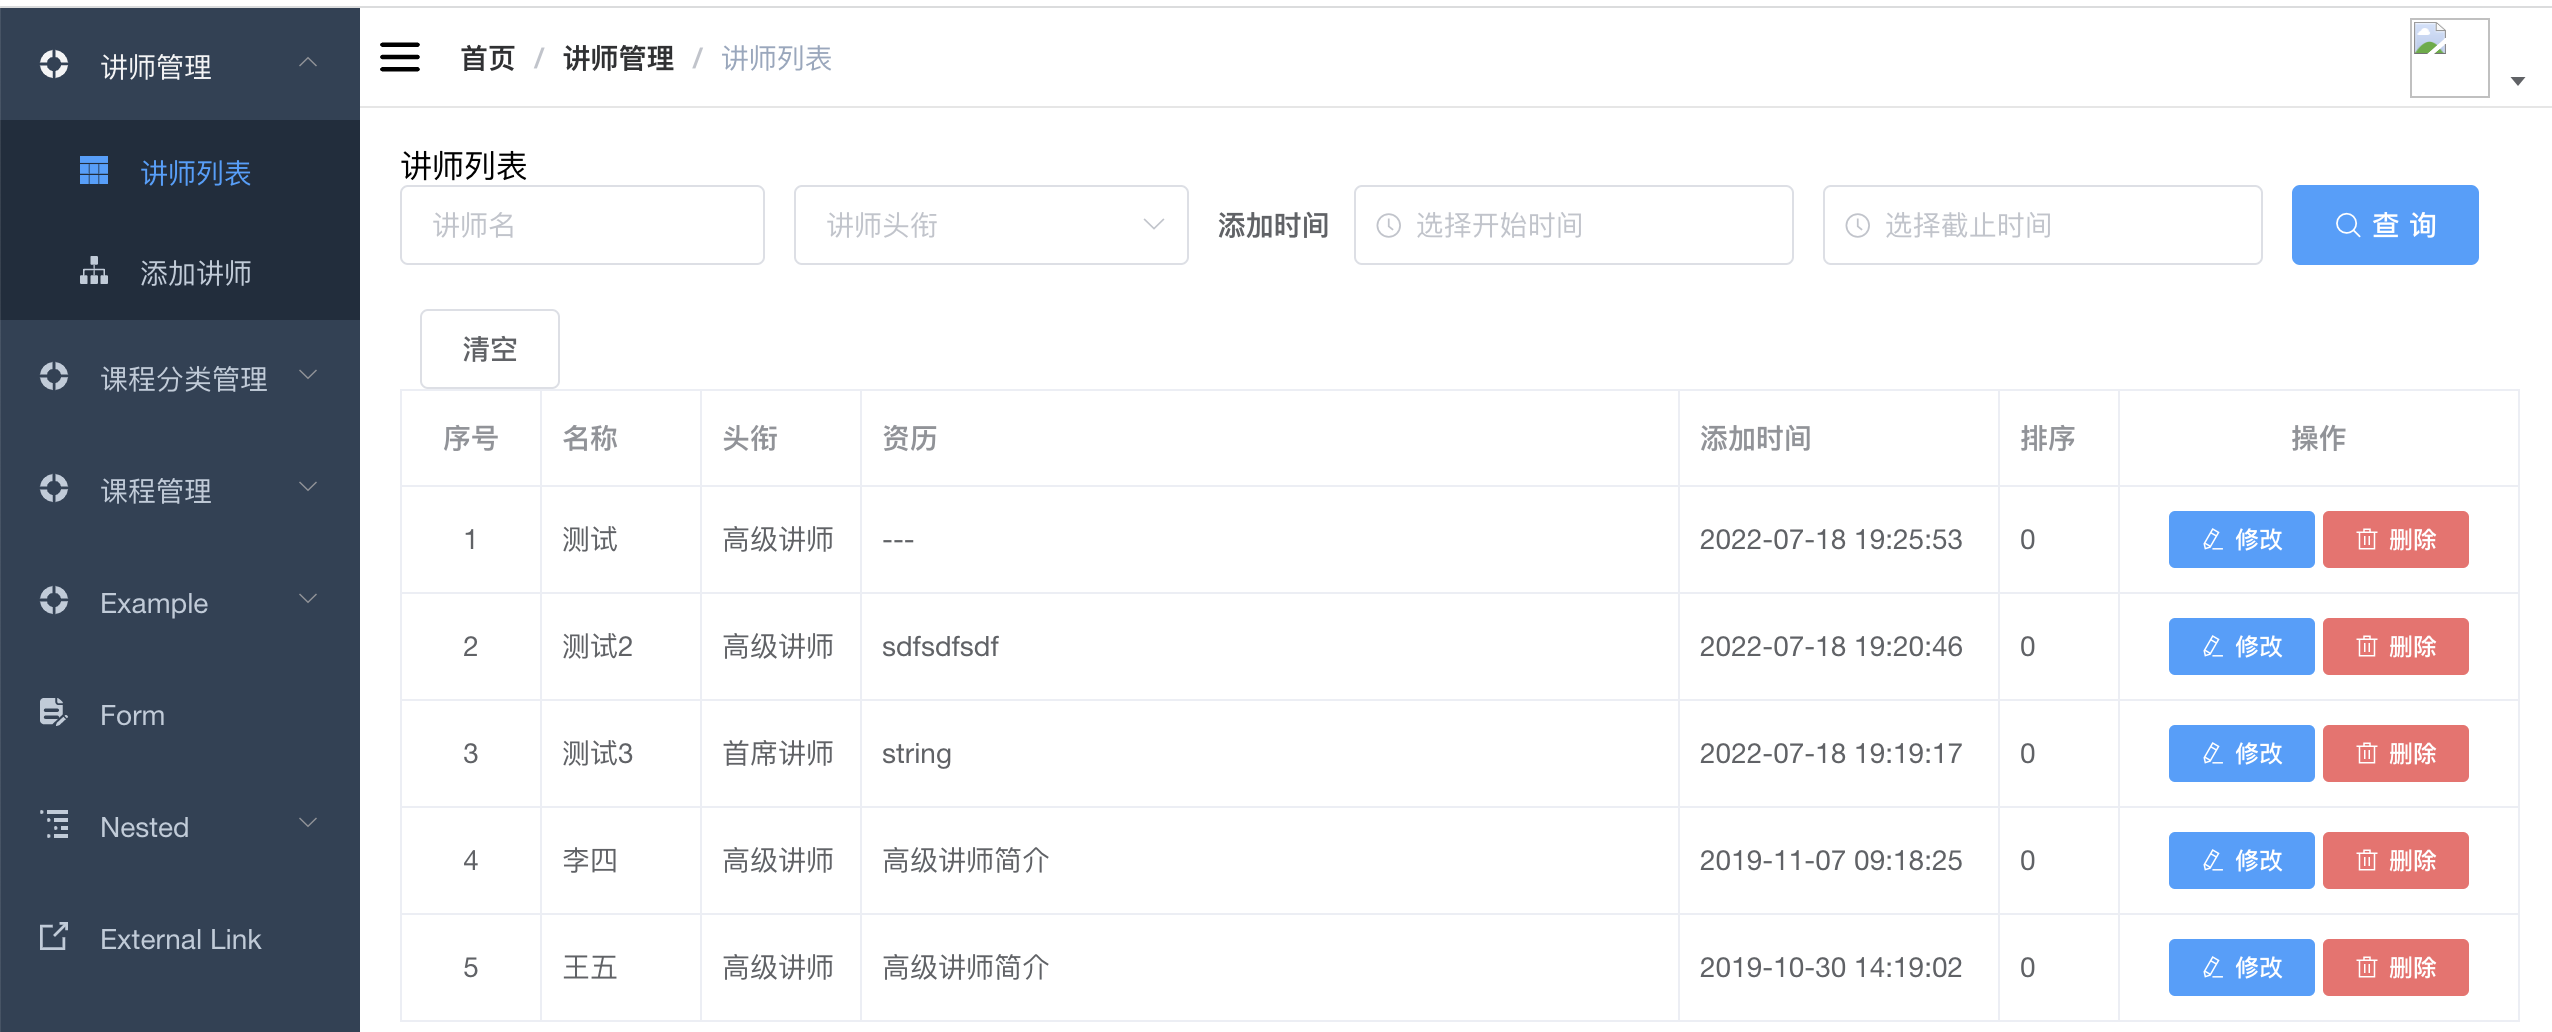 讲师管理
讲师列表
添加讲师
课程分类管理
课程管理
Example
Form
Nested
External Link
首页 / 讲师管理 / 讲师列表
讲师列表
讲师名 讲师头衔 添加时间 选择开始时间 选择截止时间 查 询
清空
序号 名称 头衔 资历 添加时间 排序 操作
1 测试 高级讲师 --- 2022-07-18 19:25:53 0 修改 删除
2 测试2 高级讲师 sdfsdfsdf 2022-07-18 19:20:46 0 修改 删除
3 测试3 首席讲师 string 2022-07-18 19:19:17 0 修改 删除
4 李四 高级讲师 高级讲师简介 2019-11-07 09:18:25 0 修改 删除
5 王五 高级讲师 高级讲师简介 2019-10-30 14:19:02 0 修改 删除